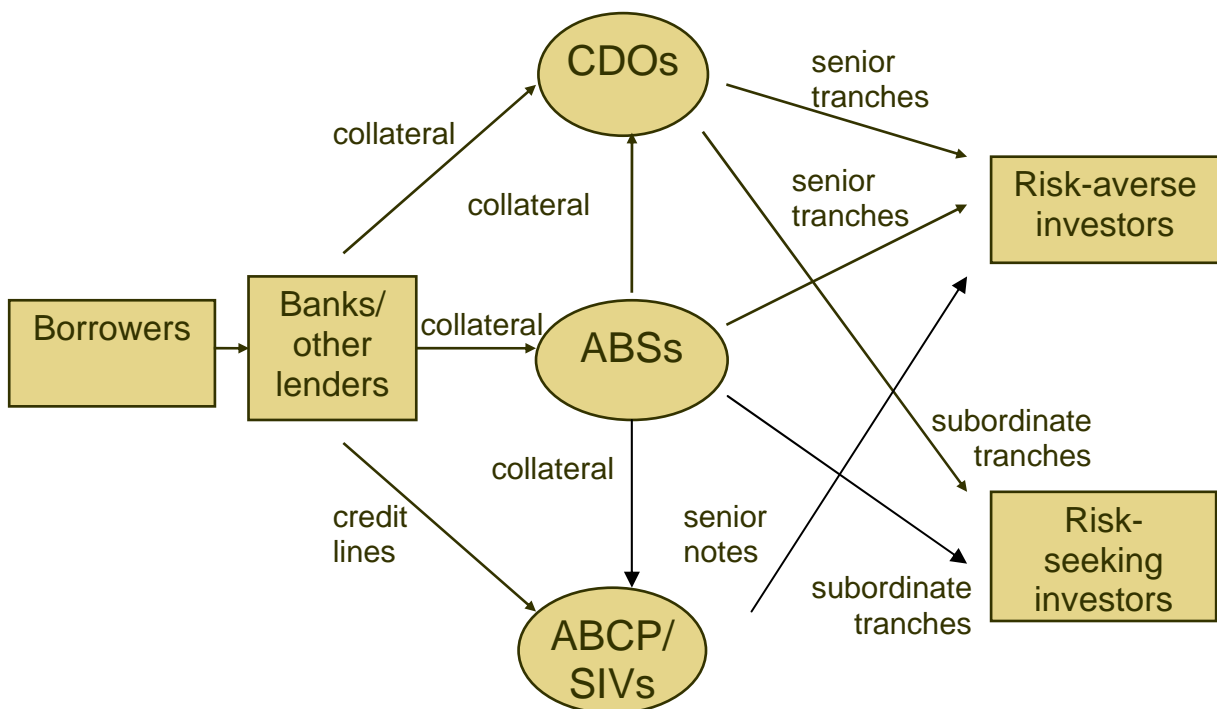 CDOs
senior
tranches
collateral
senior
tranches
Risk-averse
investors
collateral
Borrowers
Banks/
other
lenders
collateral
ABSs
subordinate
tranches
collateral
credit
lines
senior
notes
Risk-
seeking
investors
subordinate
tranches
ABCP/
SIVs